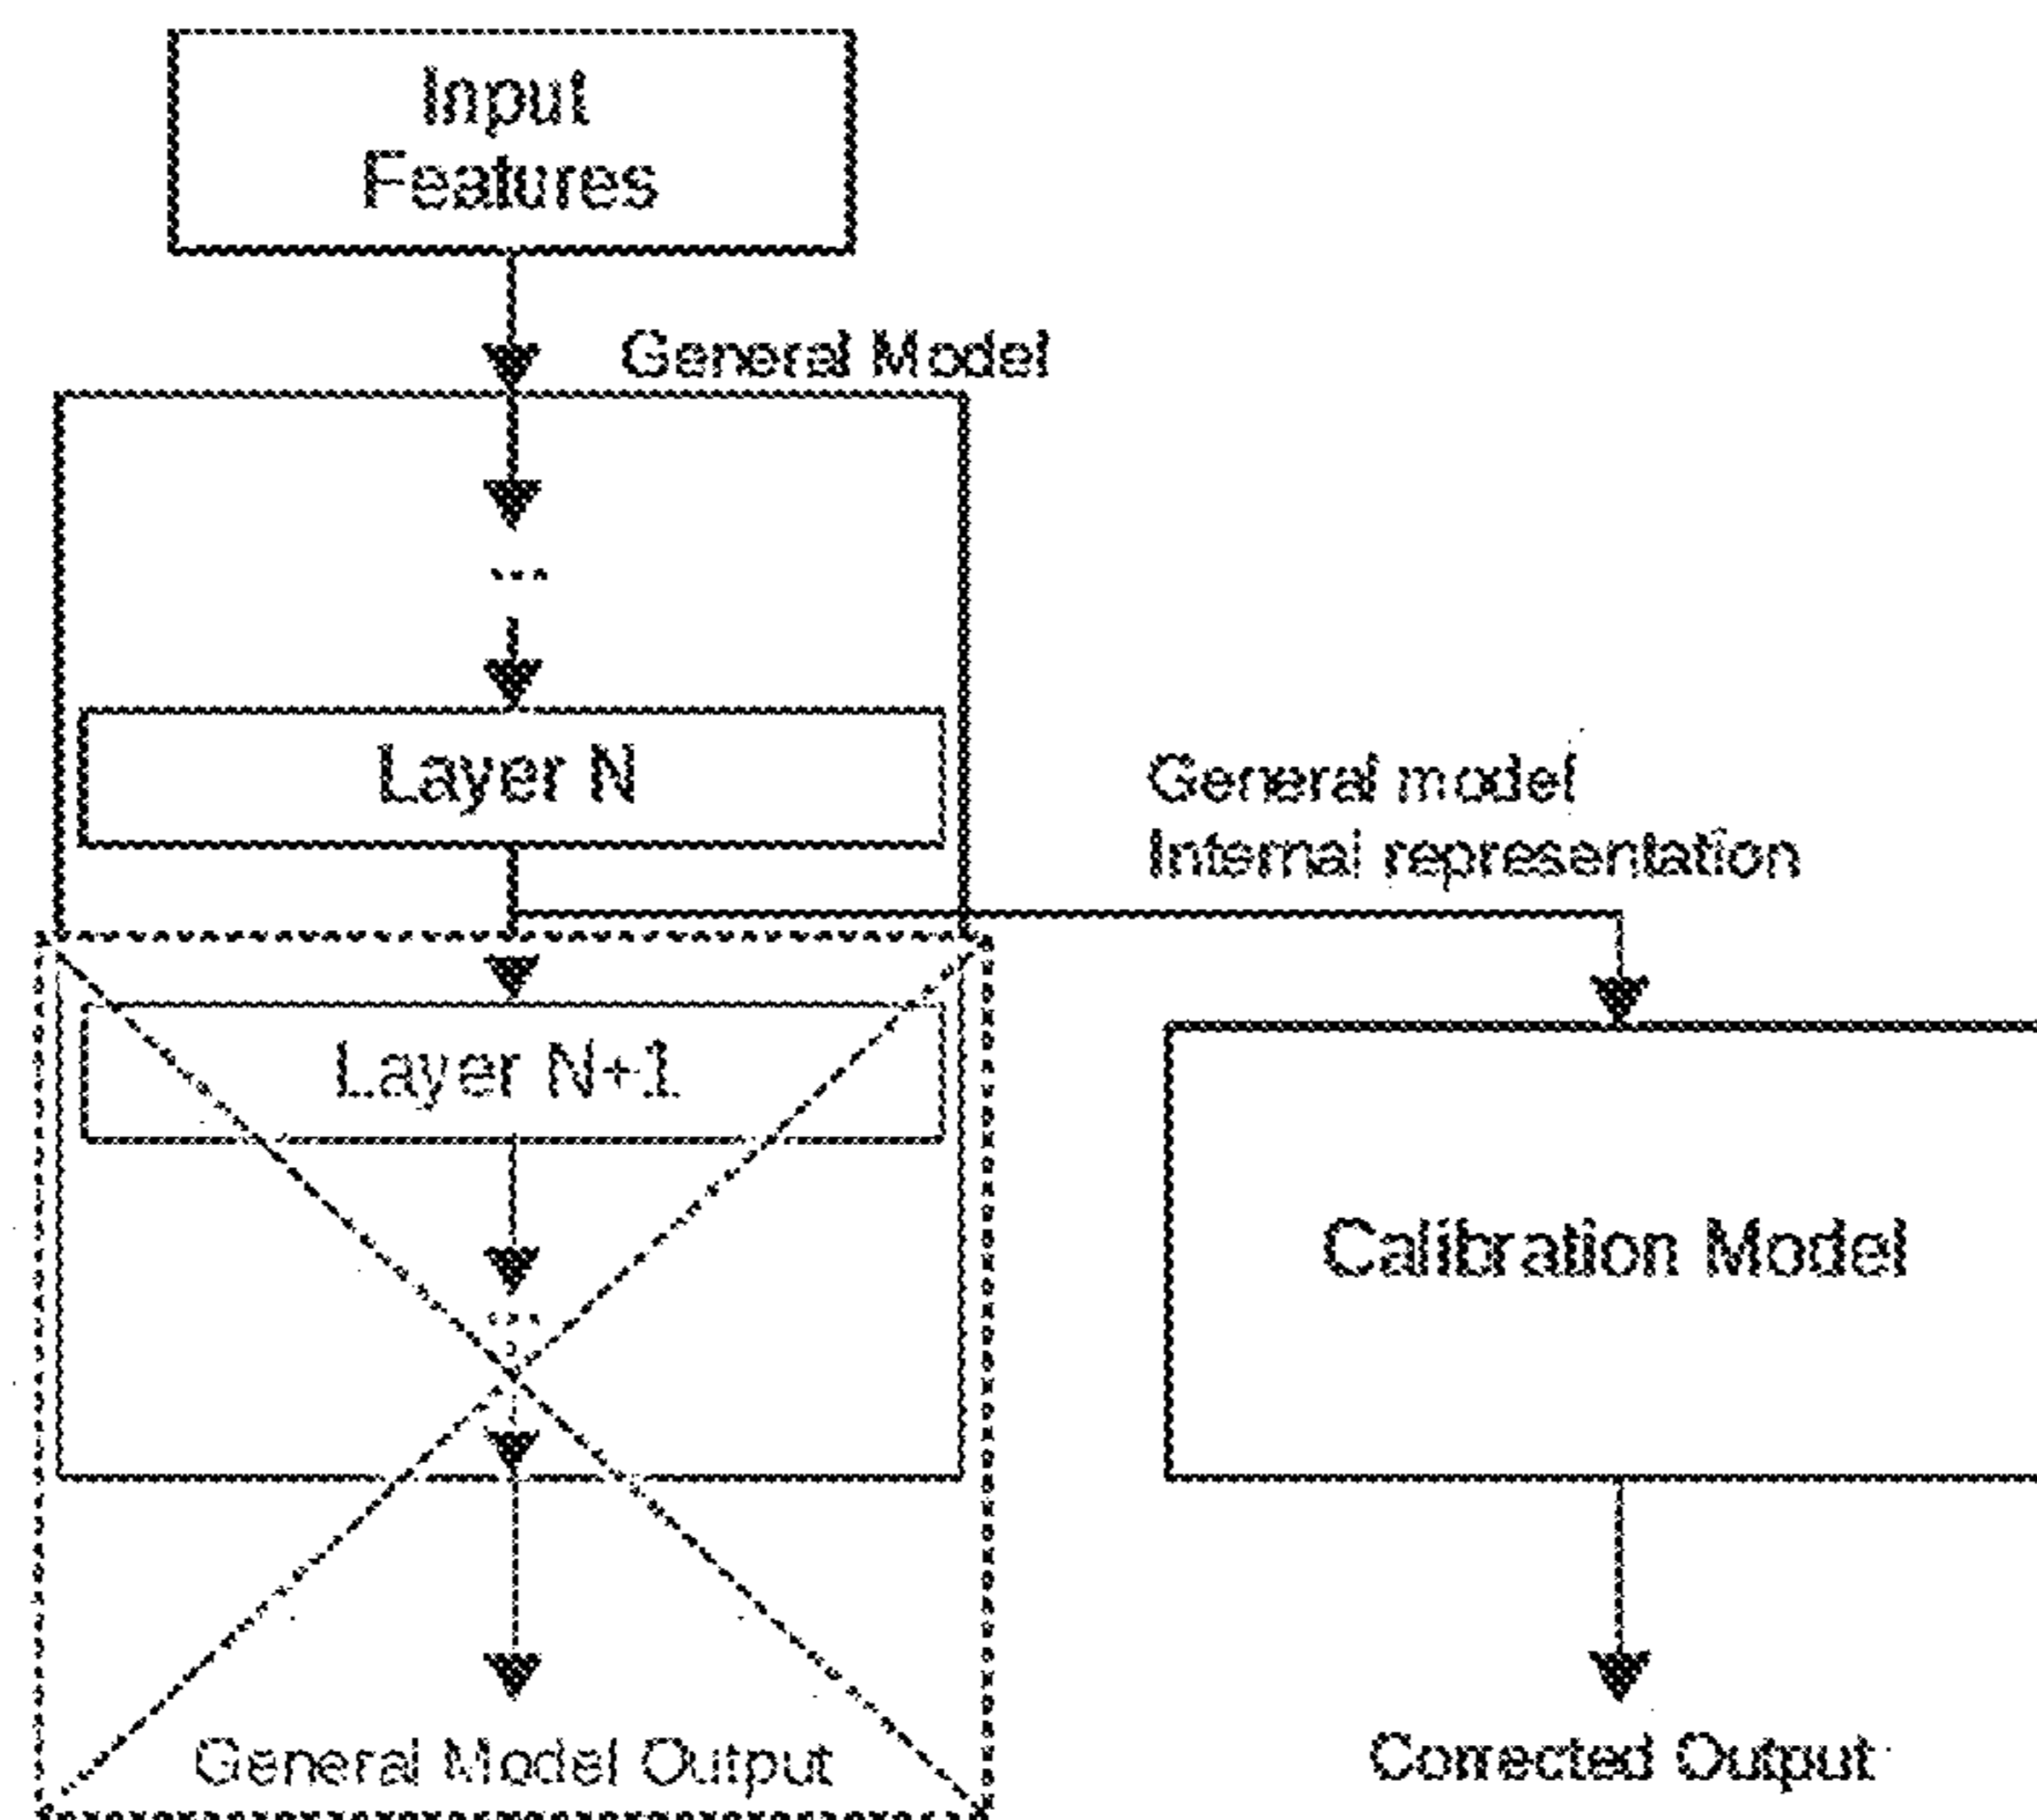 Input
Features
General Model
...
Layer N
General model
Internal representation
Layer N+1
...
Calibration Model
General Model Output
Corrected Output